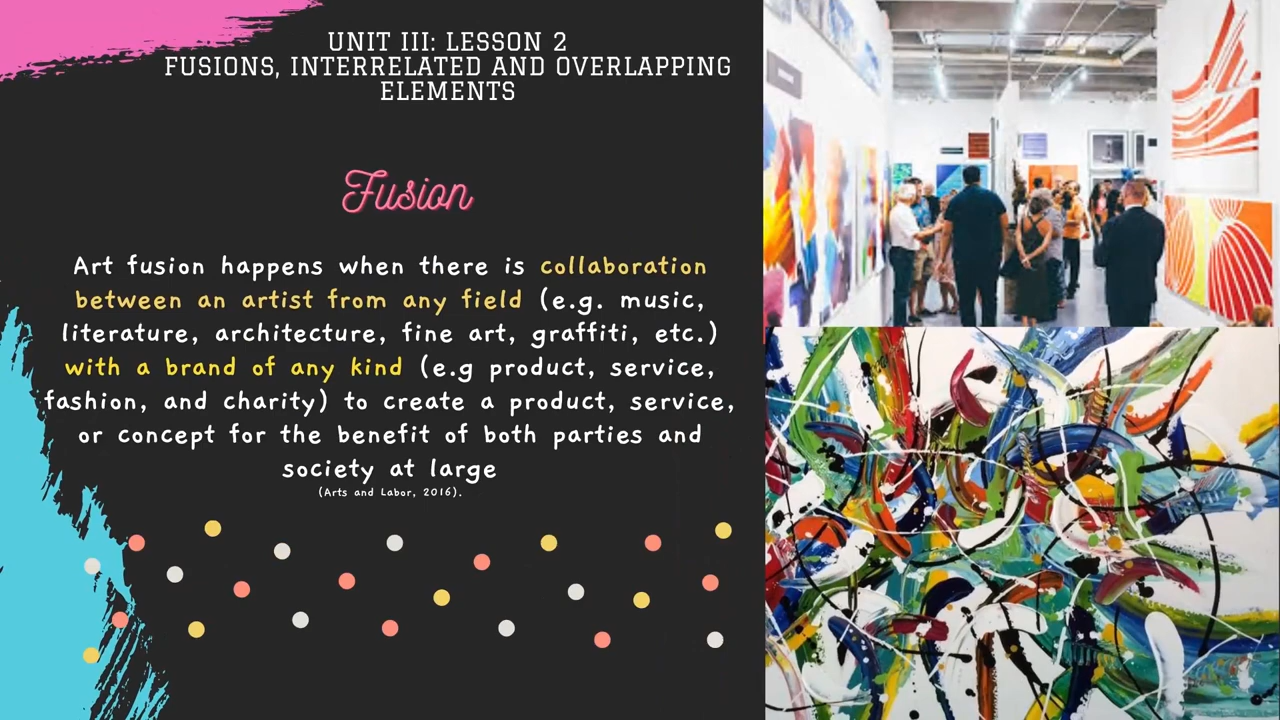 UNIT III: LESSON 2
FUSIONS, INTERRELATED AND OVERLAPPING
ELEMENTS
Fusion
Art fusion happens when there is collaboration
between an artist from any field (e.g. music,
literature, architecture, fine art, graffiti, etc.)
with a brand of any kind (e.g product, service,
fashion, and charity) to create a product, service,
or concept for the benefit of both parties and
society at large
(Arts and Labor, 2016).